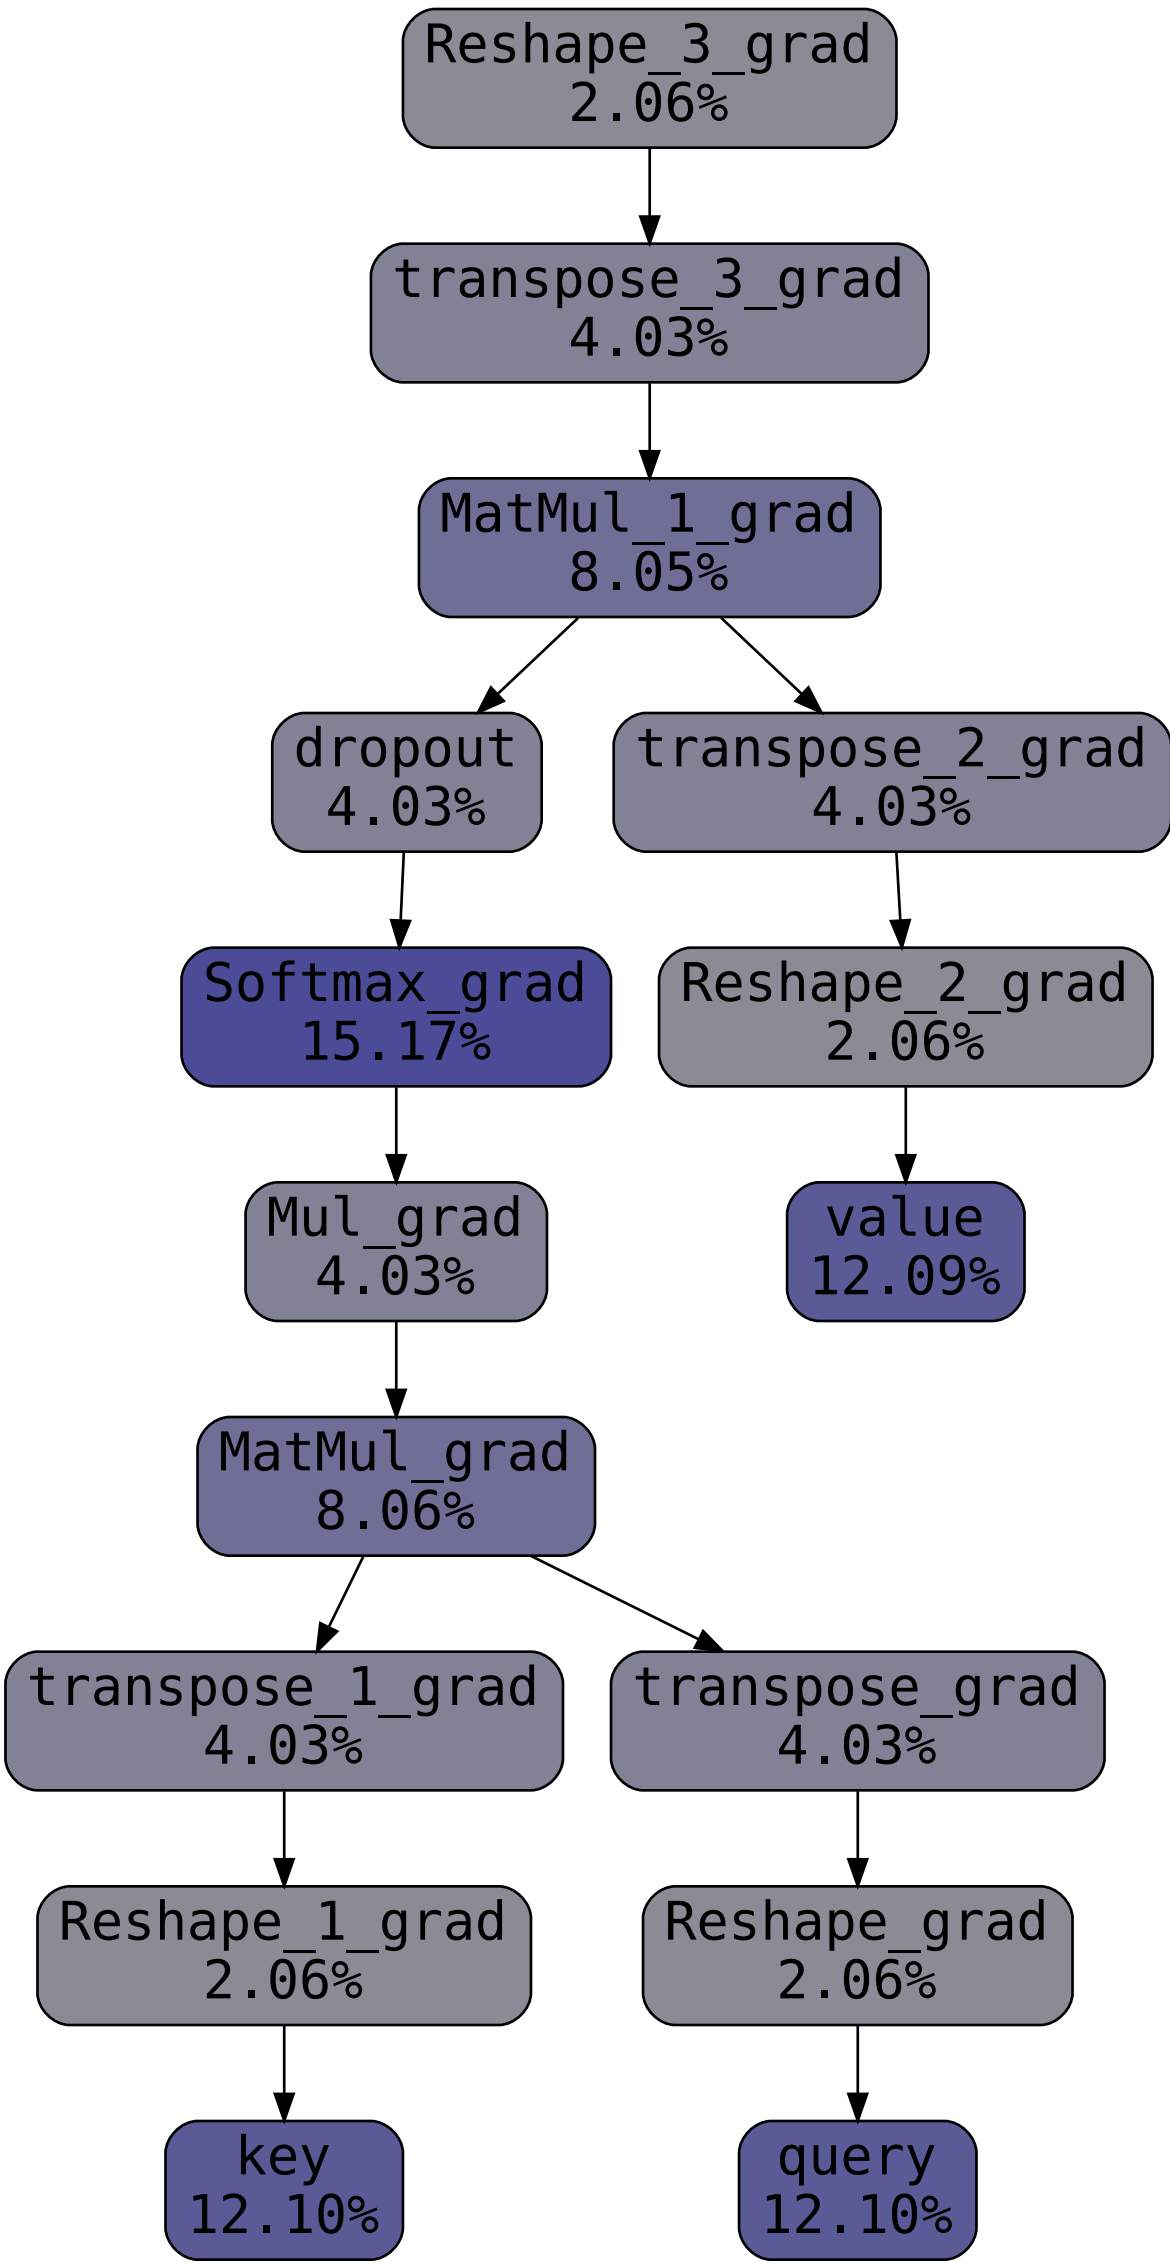 Reshape_3_grad
2.06%
transpose_3_grad
4.03%
MatMul_1_grad
8.05%
dropout
4.03%
transpose_2_grad
4.03%
Softmax_grad
15.17%
Reshape_2_grad
2.06%
Mul_grad
4.03%
value
12.09%
MatMul_grad
8.06%
transpose_1_grad
4.03%
transpose_grad
4.03%
Reshape_1_grad
2.06%
Reshape_grad
2.06%
key
12.10%
query
12.10%